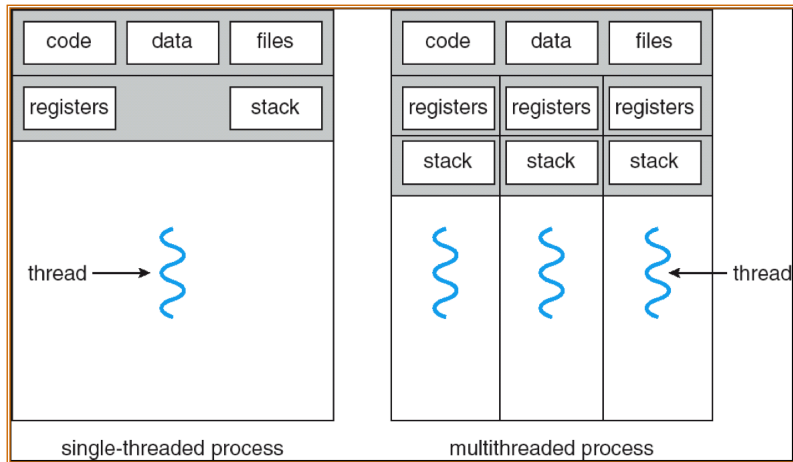 code data files code data files
registers stack registers registers registers
stack stack stack
thread thread
single-threaded process multithreaded process